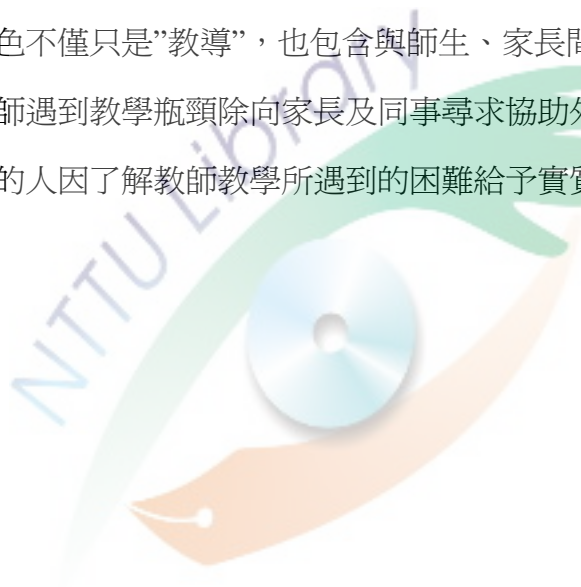 色不僅只是”教導”，也包含與師生、家長間
師遇到教學瓶頸除向家長及同事尋求協助外
的人因了解教師教學所遇到的困難給予實質
NTTU Library